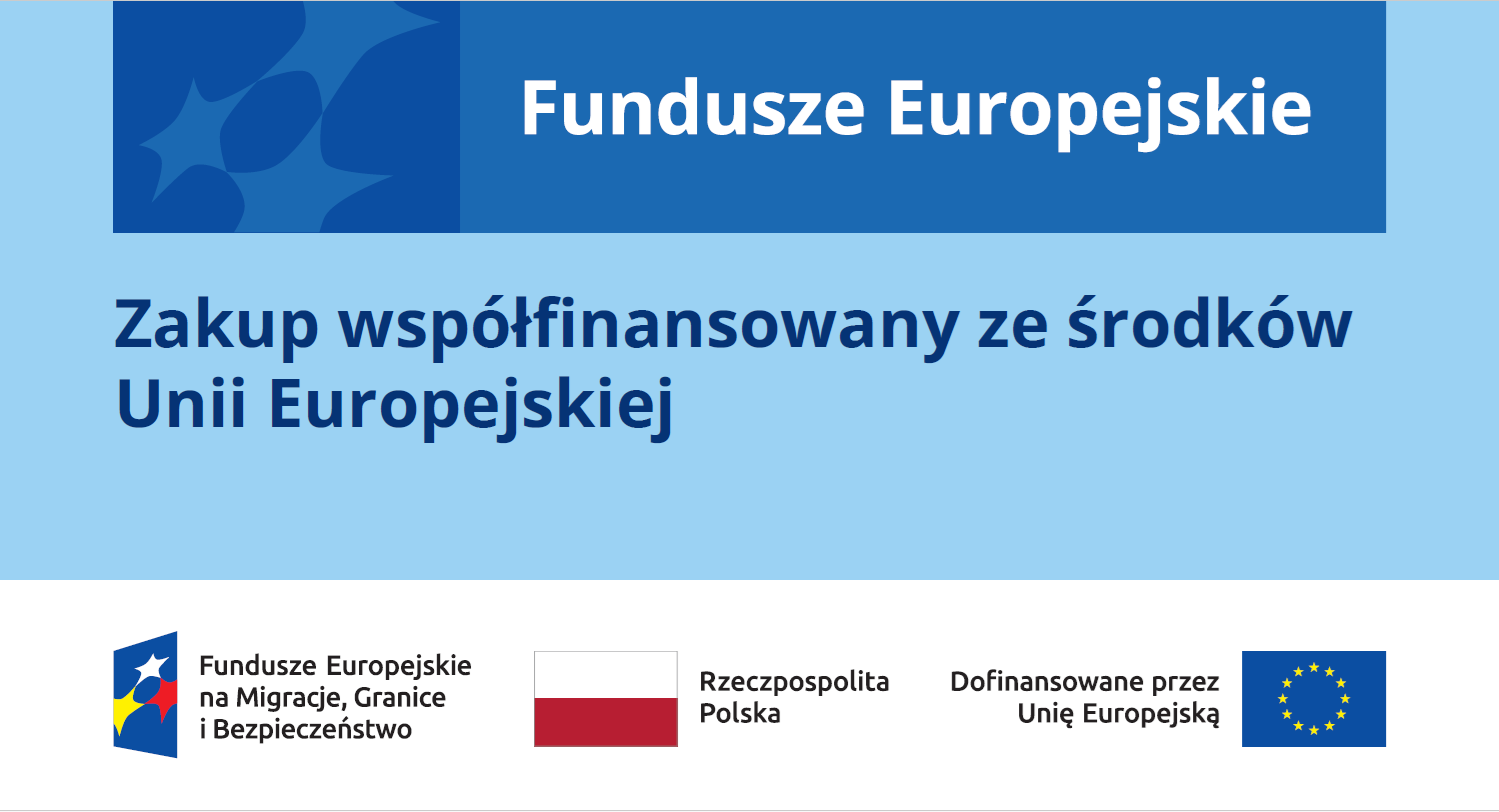 Fundusze Europejskie
Zakup współfinansowany ze środków
Unii Europejskiej
Fundusze Europejskie
na Migracje, Granice
i Bezpieczeństwo
Rzeczpospolita
Polska
Dofinansowane przez
Unię Europejską